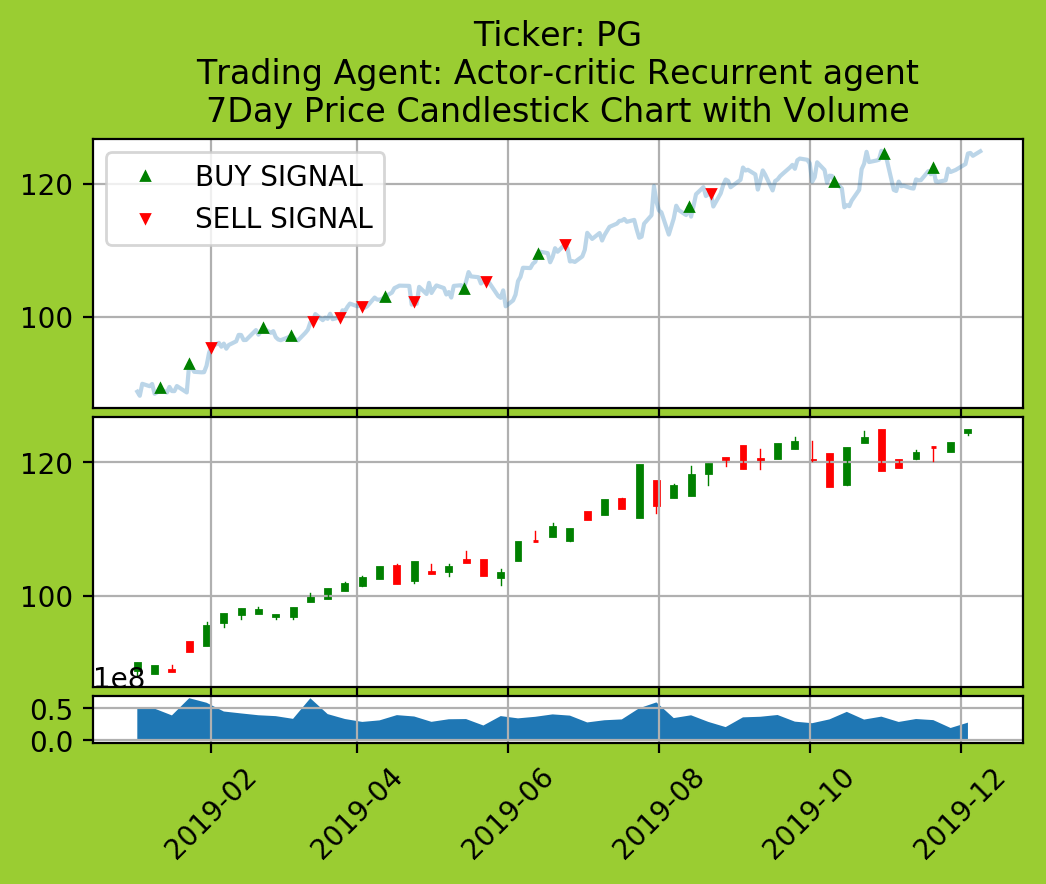 Ticker: PG
Trading Agent: Actor-critic Recurrent agent
7Day Price Candlestick Chart with Volume
BUY SIGNAL
SELL SIGNAL
120
100
120
100
1e8
0.5
0.0
2019-02
2019-04
2019-06
2019-08
2019-10
2019-12